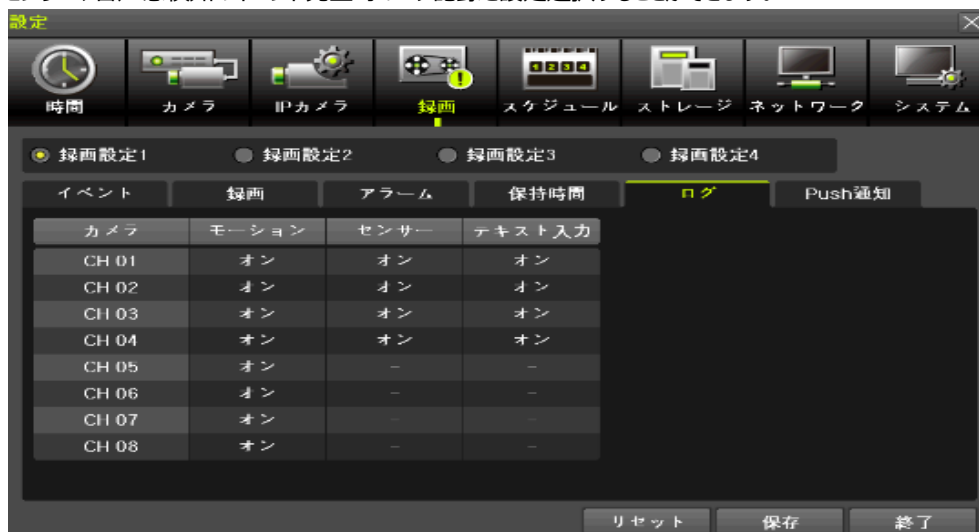 設定
時間 カメラ IPカメラ 録画 スケジュール ストレージ ネットワーク システム
録画設定1 録画設定2 録画設定3 録画設定4
イベント 録画 アラーム 保持時間 ログ Push通知
カメラ モーション センサー テキスト入力
CH 01 オン オン オン
CH 02 オン オン オン
CH 03 オン オン オン
CH 04 オン オン オン
CH 05 オン – –
CH 06 オン – –
CH 07 オン – –
CH 08 オン – –
リセット 保存 終了